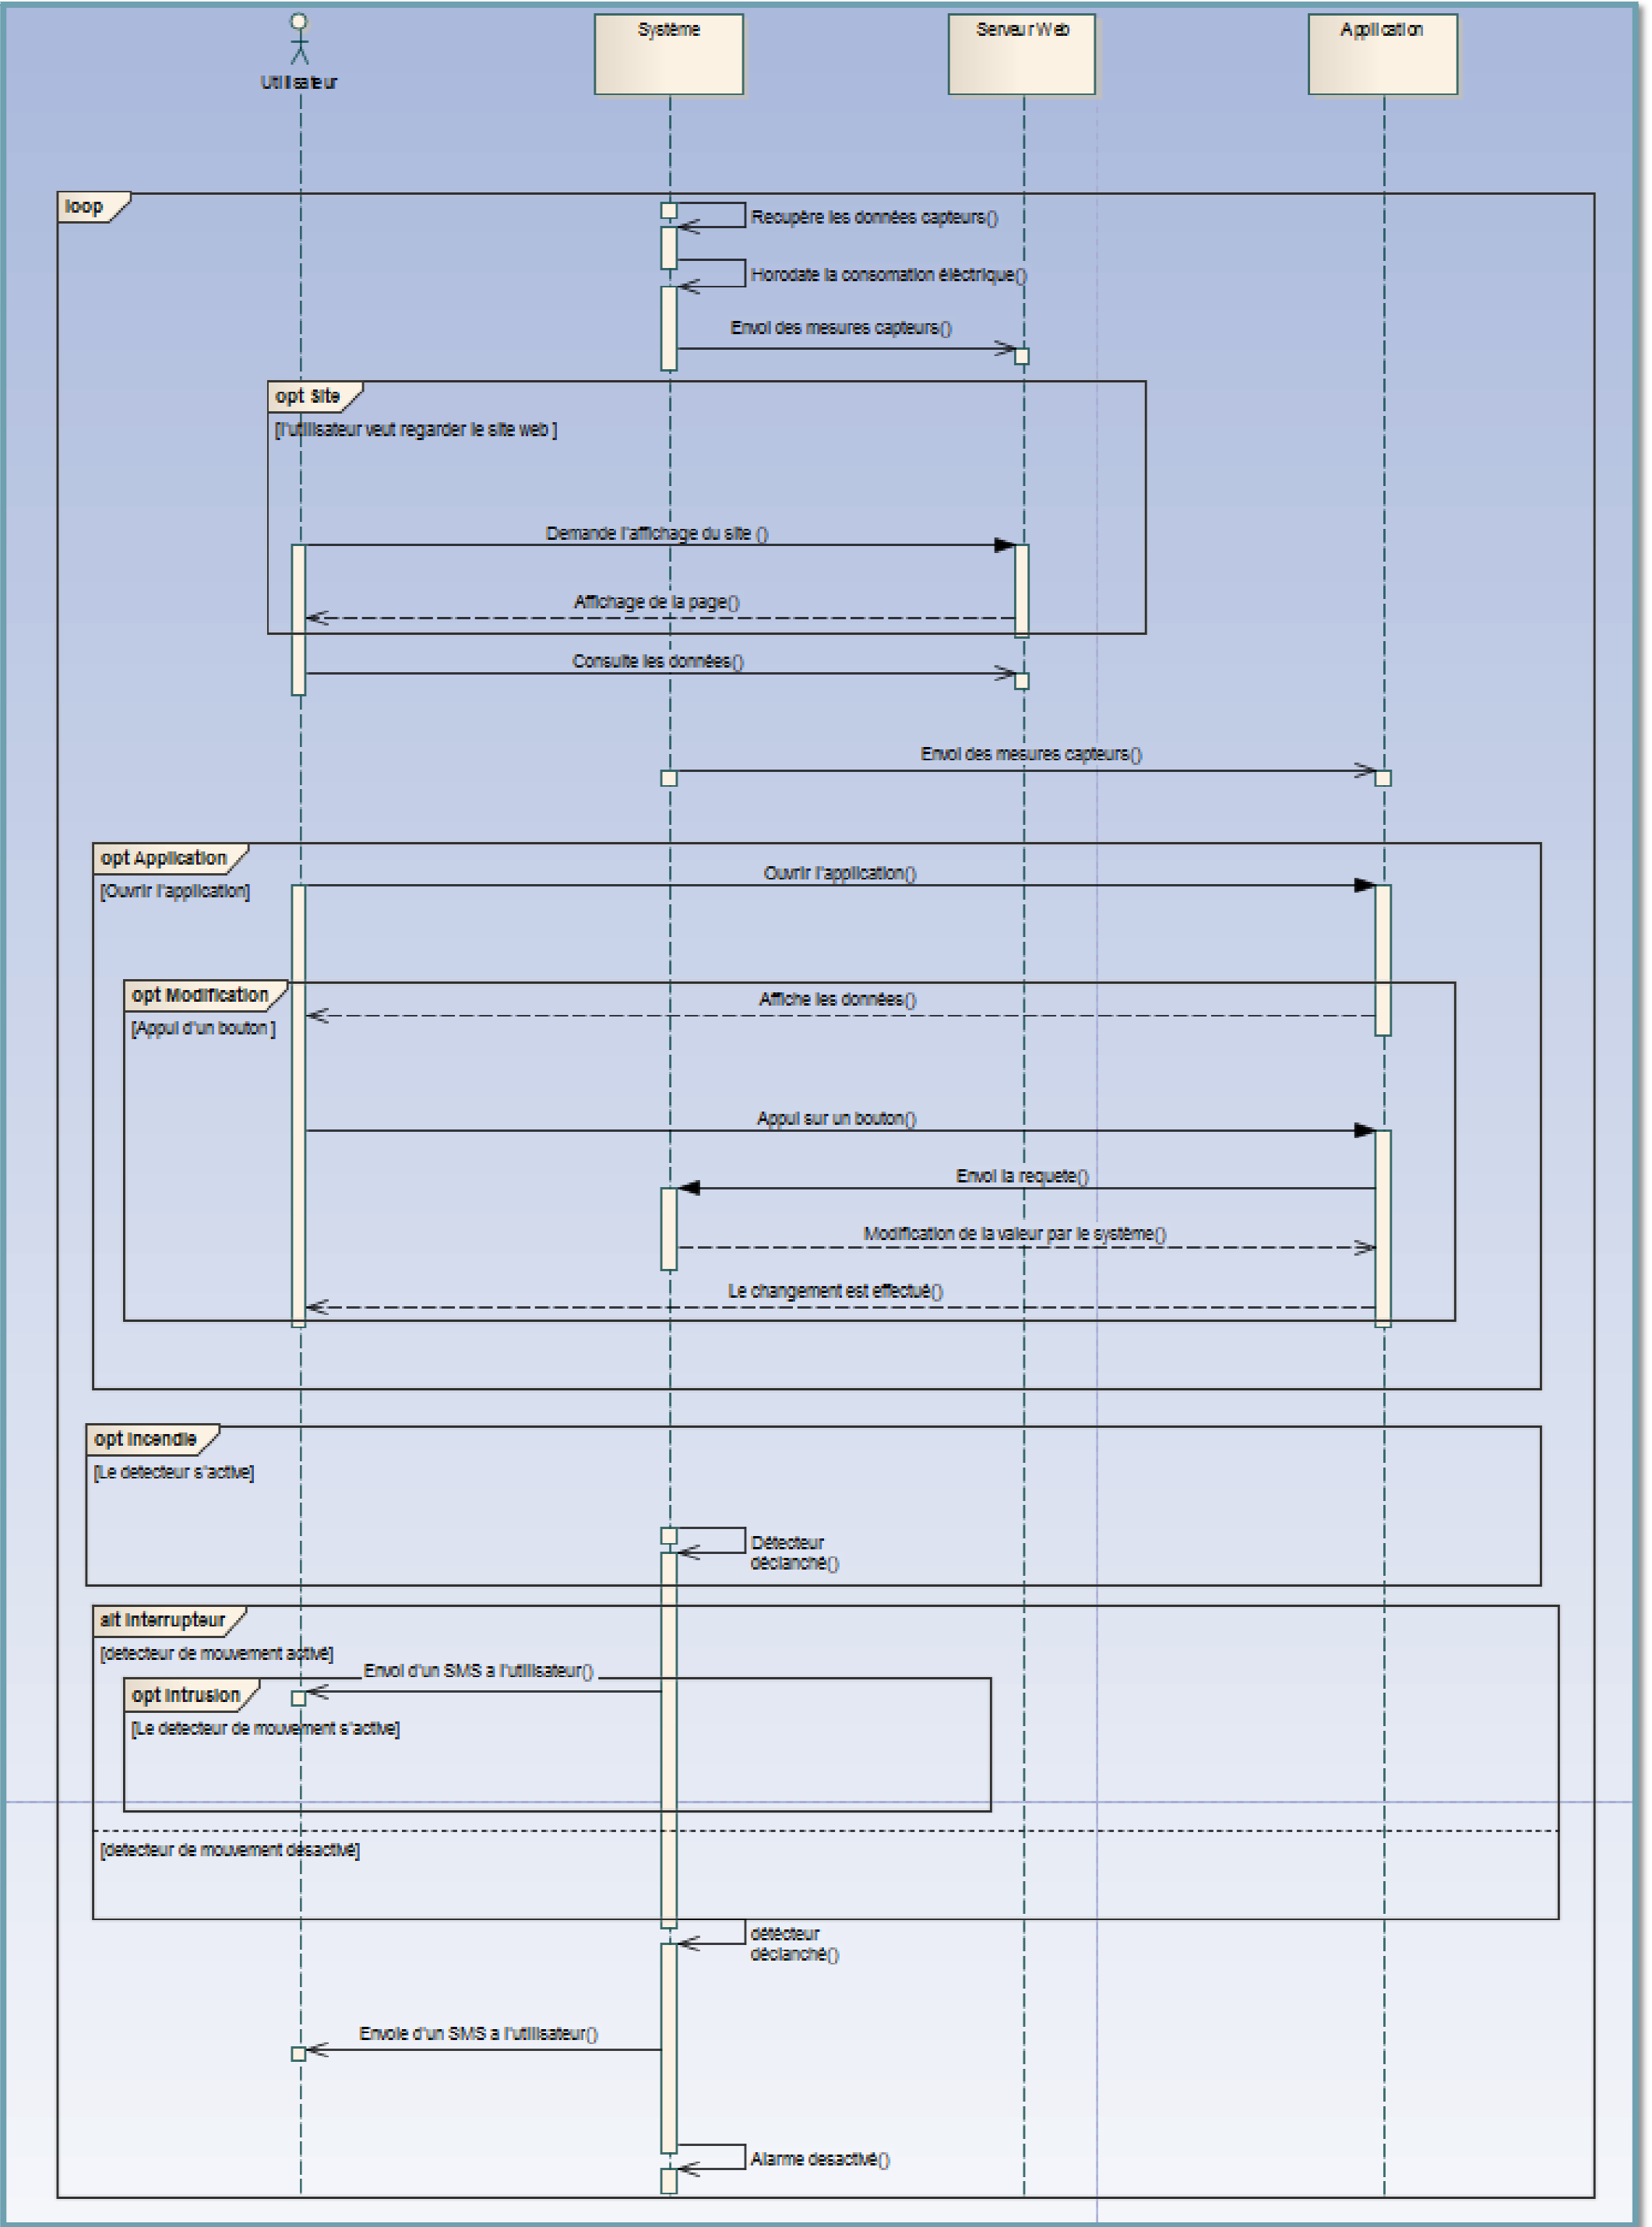 Utilisateur
Système
Serveur Web
Application
loop
Recupère les données capteurs()
Horodate la consomation éléctrique()
Envoi des mesures capteurs()
opt Site
[l'utilisateur veut regarder le site web ]
Demande l'affichage du site ()
Affichage de la page()
Consulte les données()
Envoi des mesures capteurs()
opt Application
[Ouvrir l'application]
Ouvrir l'application()
opt Modification
[Appui d'un bouton ]
Affiche les données()
Appui sur un bouton()
Envoi la requete()
Modification de la valeur par le système()
Le changement est effectué()
opt Incendie
[Le detecteur s'active]
Détecteur
déclanché()
alt Interrupteur
[detecteur de mouvement activé]
Envoi d'un SMS a l'utilisateur()
opt Intrusion
[Le detecteur de mouvement s'active]
[detecteur de mouvement désactivé]
détécteur
déclanché()
Envoie d'un SMS a l'utilisateur()
Alarme desactivé()